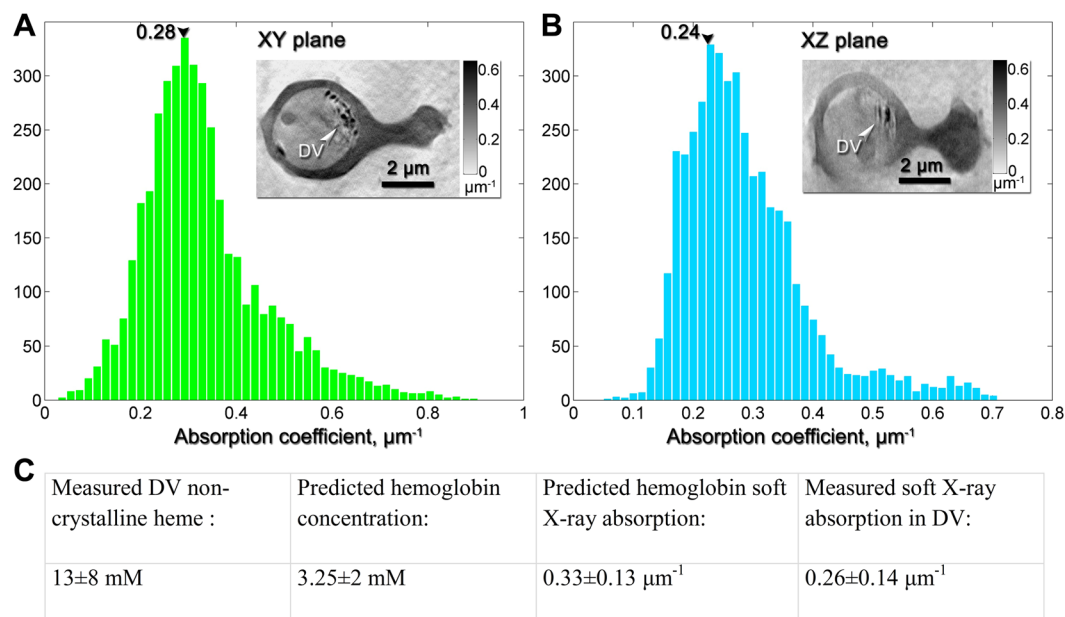 A
0.28
XY plane
0.6
0.4
0.2
0
µm-1
DV
2 µm
300
250
200
150
100
50
0
0
0.2
0.4
0.6
0.8
1
Absorption coefficient, µm-1
B
0.24
XZ plane
0.6
0.4
0.2
0
µm-1
DV
2 µm
300
250
200
150
100
50
0
0
0.1
0.2
0.3
0.4
0.5
0.6
0.7
0.8
Absorption coefficient, µm-1
C
Measured DV non-
crystalline heme :
Predicted hemoglobin
concentration:
Predicted hemoglobin soft
X-ray absorption:
Measured soft X-ray
absorption in DV:
13±8 mM
3.25±2 mM
0.33±0.13 µm-1
0.26±0.14 µm-1